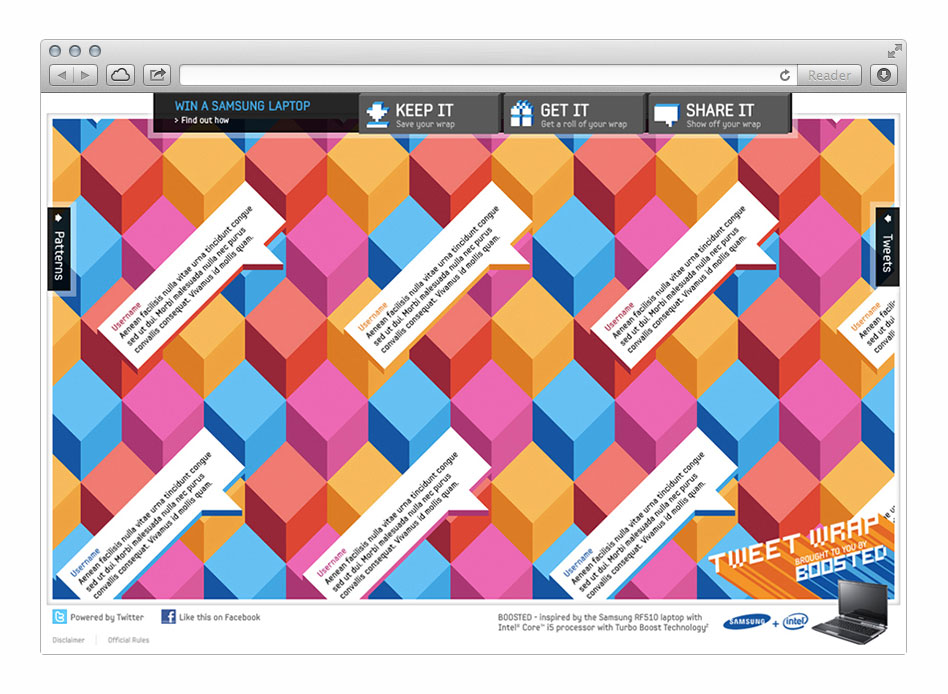 Reader
WIN A SAMSUNG LAPTOP
> Find out how
KEEP IT
Save your wrap
GET IT
Get a roll of your wrap
SHARE IT
Show off your wrap
Patterns
Tweets
Username
Aenean facilisis nulla vitae urna tincidunt congue
sed ut dui. Morbi malesuada nulla nec purus
convallis consequat. Vivamus id mollis quam.
Username
Aenean facilisis nulla vitae urna tincidunt congue
sed ut dui. Morbi malesuada nulla nec purus
convallis consequat. Vivamus id mollis quam.
Username
Aenean facilisis nulla vitae urna tincidunt congue
sed ut dui. Morbi malesuada nulla nec purus
convallis consequat. Vivamus id mollis quam.
Username
Aenean facili
sed ut dui.
convallis
Username
Aenean facilisis nulla vitae urna tincidunt congue
sed ut dui. Morbi malesuada nulla nec purus
convallis consequat. Vivamus id mollis quam.
Username
Aenean facilisis nulla vitae urna tincidunt congue
sed ut dui. Morbi malesuada nulla nec purus
convallis consequat. Vivamus id mollis quam.
Username
Aenean facilisis nulla vitae urna tincidunt congue
sed ut dui. Morbi malesuada nulla nec purus
convallis consequat. Vivamus id mollis quam.
TWEET WRAP
BROUGHT TO YOU BY
BOOSTED
Powered by Twitter
Like this on Facebook
BOOSTED - inspired by the Samsung RF510 laptop with
Intel® Core™ i5 processor with Turbo Boost Technology²
SAMSUNG + intel
Disclaimer | Official Rules